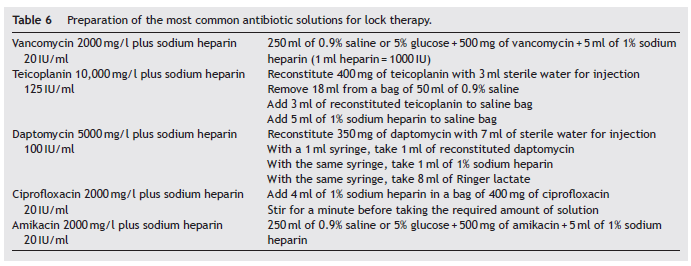 Table 6 Preparation of the most common antibiotic solutions for lock therapy.
Vancomycin 2000 mg/l plus sodium heparin 250 ml of 0.9% saline or 5% glucose + 500 mg of vancomycin + 5 ml of 1% sodium
20 IU/ml heparin (1 ml heparin = 1000 IU)
Teicoplanin 10,000 mg/l plus sodium heparin Reconstitute 400 mg of teicoplanin with 3 ml sterile water for injection
125 IU/ml Remove 18 ml from a bag of 50 ml of 0.9% saline
Add 3 ml of reconstituted teicoplanin to saline bag
Add 5 ml of 1% sodium heparin to saline bag
Daptomycin 5000 mg/l plus sodium heparin Reconstitute 350 mg of daptomycin with 7 ml of sterile water for injection
100 IU/ml With a 1 ml syringe, take 1 ml of reconstituted daptomycin
With the same syringe, take 1 ml of 1% sodium heparin
With the same syringe, take 8 ml of Ringer lactate
Ciprofloxacin 2000 mg/l plus sodium heparin Add 4 ml of 1% sodium heparin in a bag of 400 mg of ciprofloxacin
20 IU/ml Stir for a minute before taking the required amount of solution
Amikacin 2000 mg/l plus sodium heparin 250 ml of 0.9% saline or 5% glucose + 500 mg of amikacin + 5 ml of 1% sodium
20 IU/ml heparin